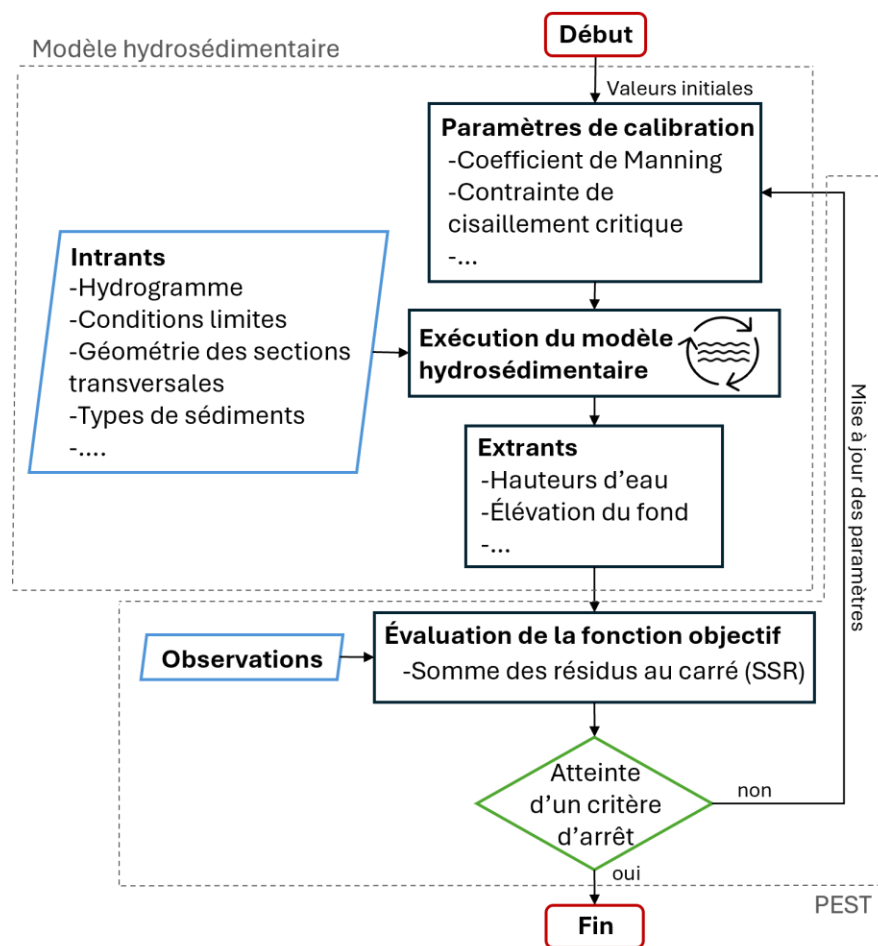 Début
Modèle hydrosédimentaire
Valeurs initiales
Paramètres de calibration
-Coefficient de Manning
-Contrainte de
cisaillement critique
-...
Intrants
-Hydrogramme
-Conditions limites
-Géométrie des sections
transversales
-Types de sédiments
-....
Exécution du modèle
hydrosédimentaire
Extrants
-Hauteurs d’eau
-Élévation du fond
-...
Mise à jour des paramètres
Évaluation de la fonction objectif
-Somme des résidus au carré (SSR)
Observations
Atteinte
d’un critère
d’arrêt
non
oui
PEST
Fin